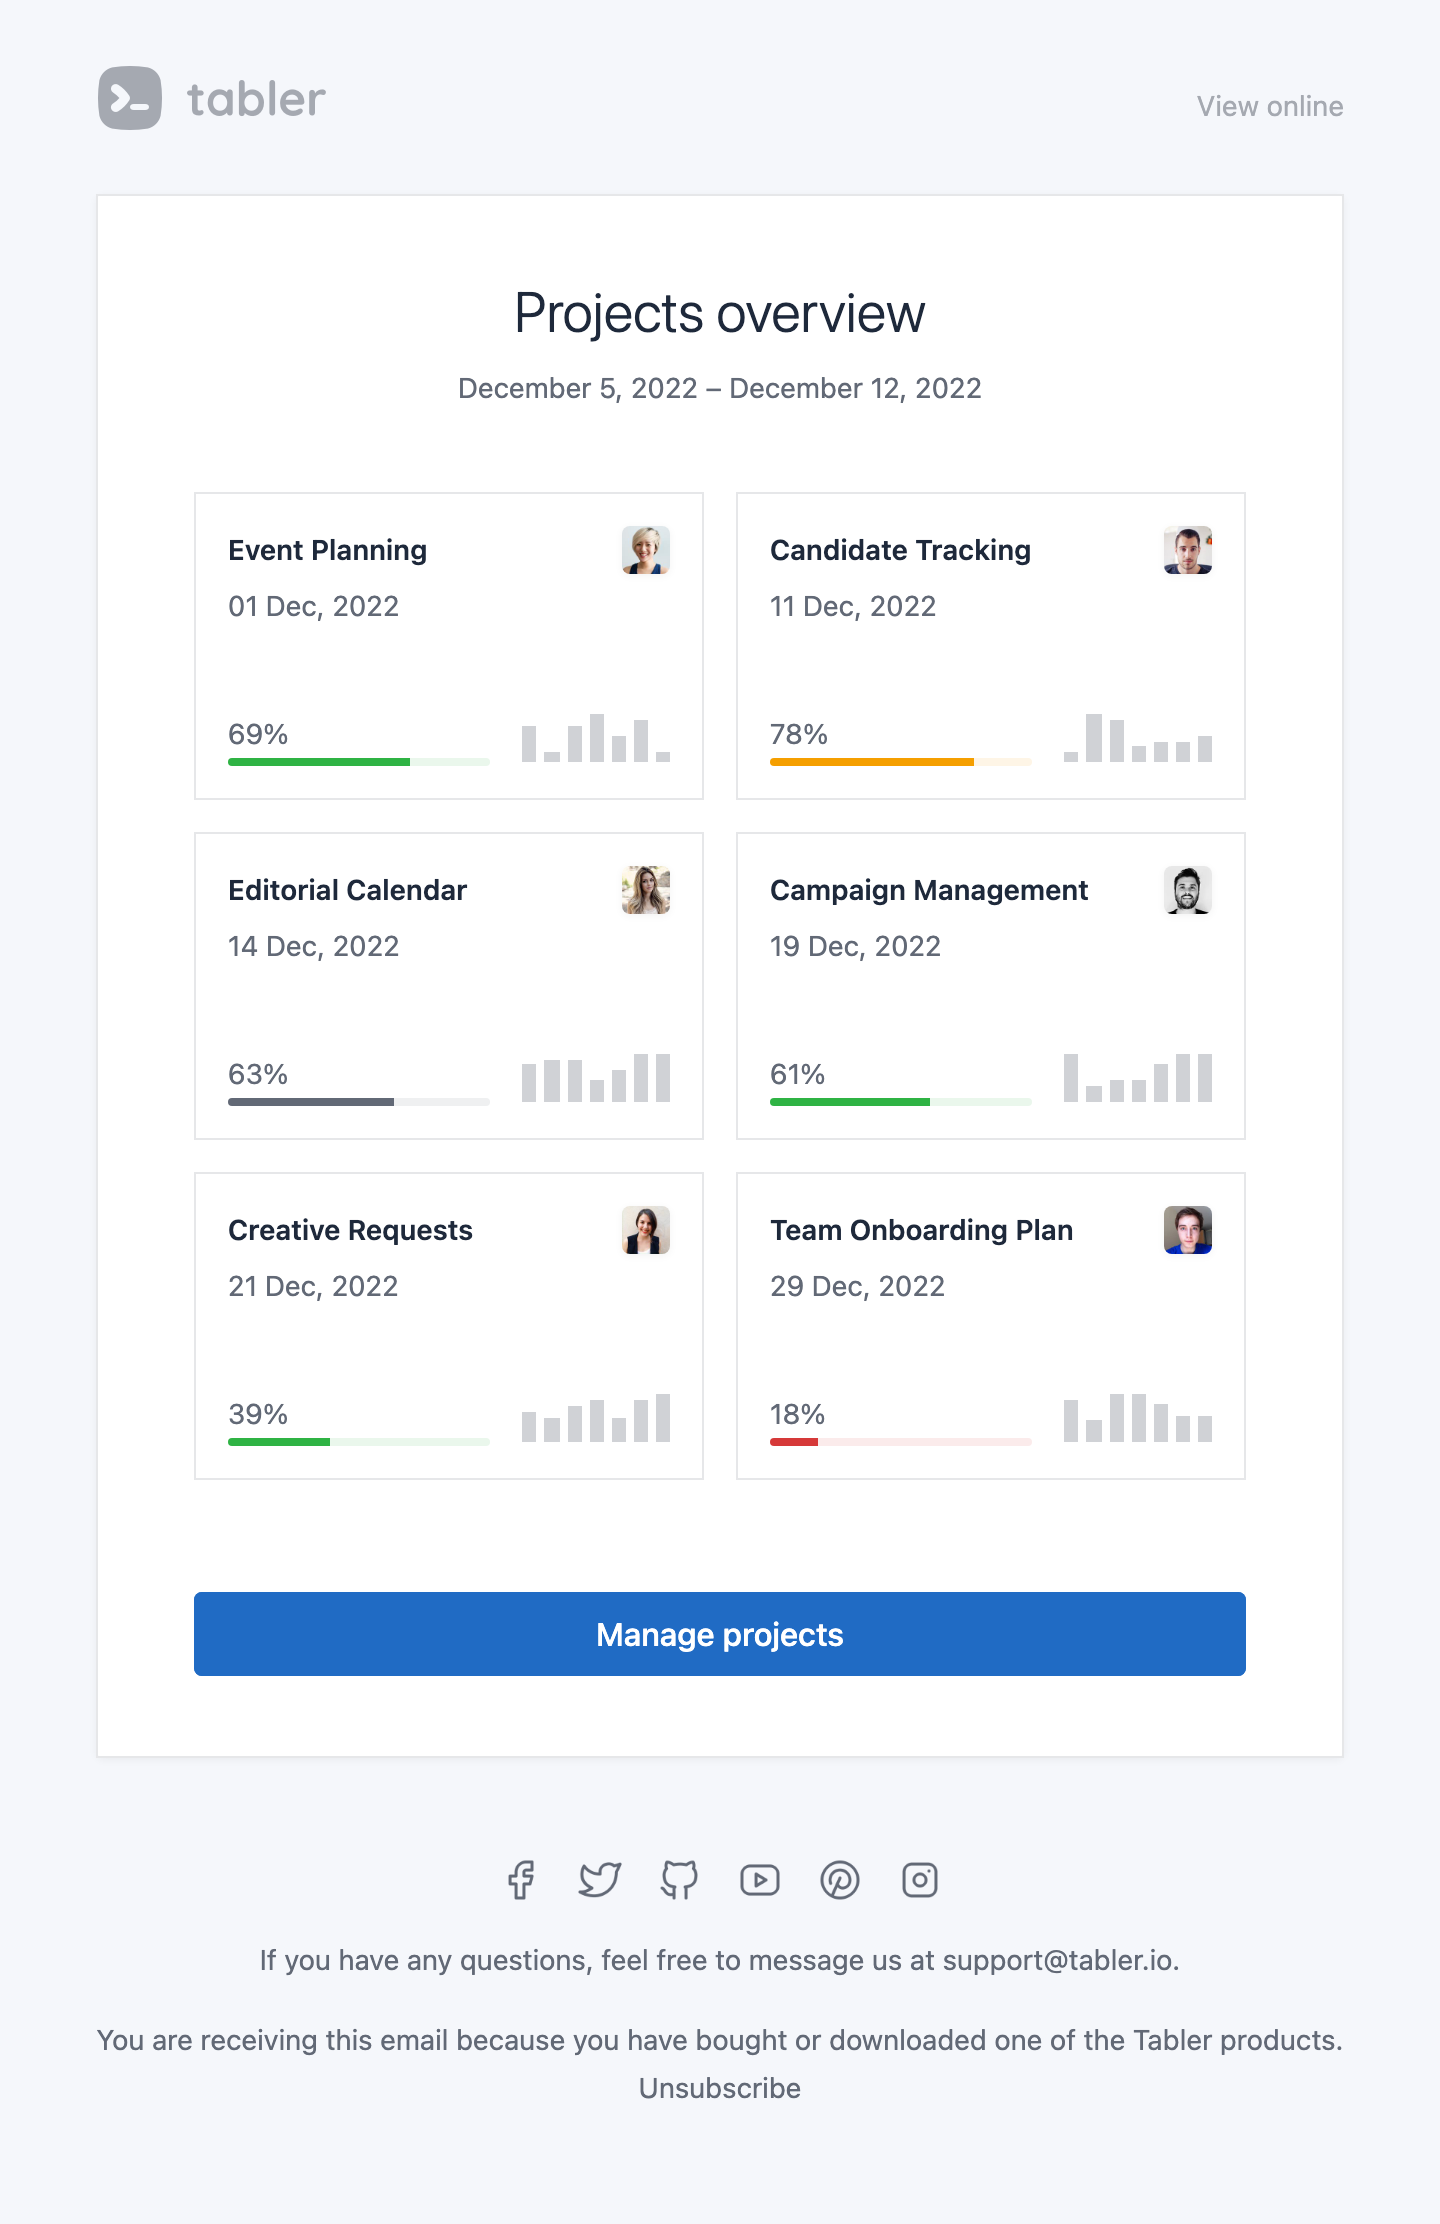 tabler
View online
Projects overview
December 5, 2022 – December 12, 2022
Event Planning
01 Dec, 2022
69%
Candidate Tracking
11 Dec, 2022
78%
Editorial Calendar
14 Dec, 2022
63%
Campaign Management
19 Dec, 2022
61%
Creative Requests
21 Dec, 2022
39%
Team Onboarding Plan
29 Dec, 2022
18%
Manage projects
If you have any questions, feel free to message us at support@tabler.io.
You are receiving this email because you have bought or downloaded one of the Tabler products.
Unsubscribe